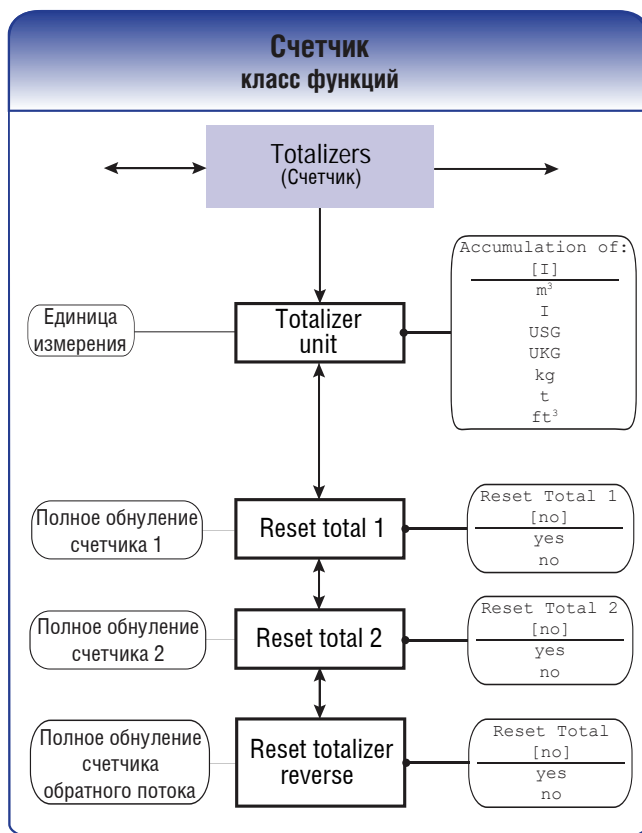 Счетчик
класс функций
Totalizers
(Счетчик)
Единица
измерения
Totalizer
unit
Accumulation of:
[I]
m³
I
USG
UKG
kg
t
ft³
Полное обнуление
счетчика 1
Reset total 1
Reset Total 1
[no]
yes
no
Полное обнуление
счетчика 2
Reset total 2
Reset Total 2
[no]
yes
no
Полное обнуление
счетчика
обратного потока
Reset totalizer
reverse
Reset Total
[no]
yes
no